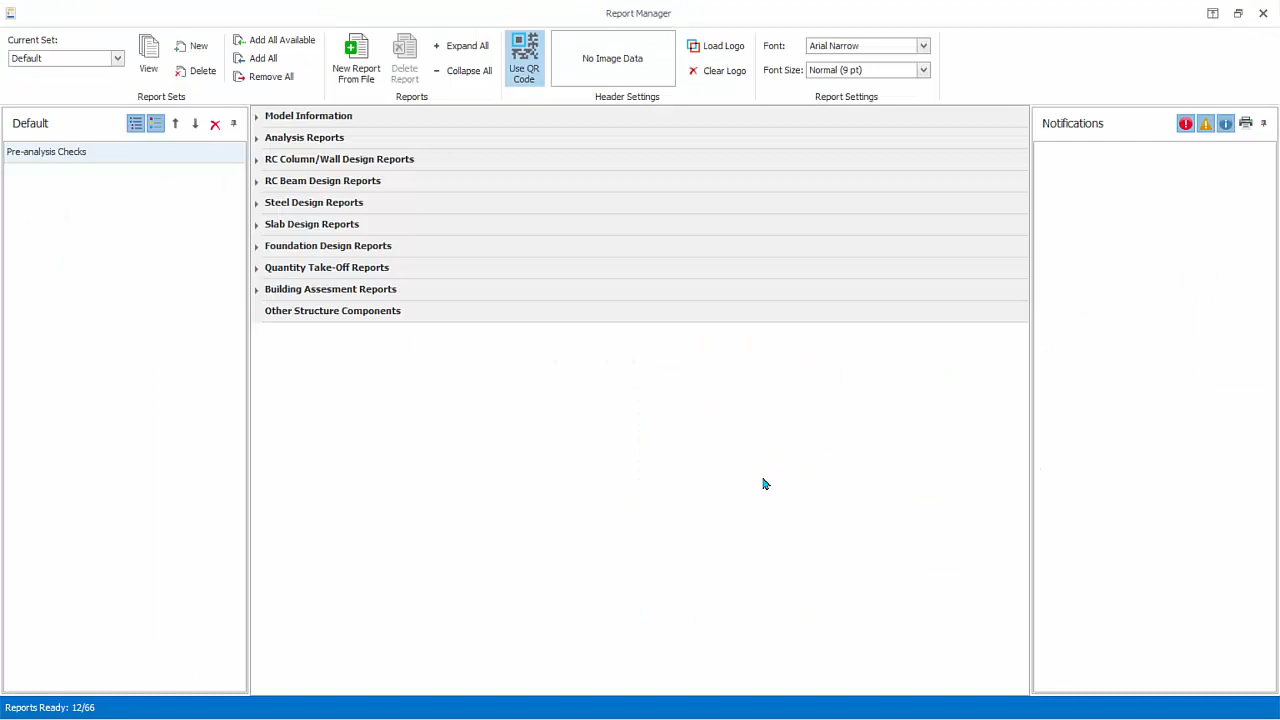 Report Manager
Current Set:
Default
View
New
Delete
Add All Available
Add All
Remove All
Report Sets
New Report
From File
Delete
Report
Expand All
Collapse All
Reports
Use QR
Code
No Image Data
Load Logo
Clear Logo
Header Settings
Font:
Arial Narrow
Font Size:
Normal (9 pt)
Report Settings
Default
Pre-analysis Checks
Model Information
Analysis Reports
RC Column/Wall Design Reports
RC Beam Design Reports
Steel Design Reports
Slab Design Reports
Foundation Design Reports
Quantity Take-Off Reports
Building Assesment Reports
Other Structure Components
Notifications
Reports Ready: 12/66